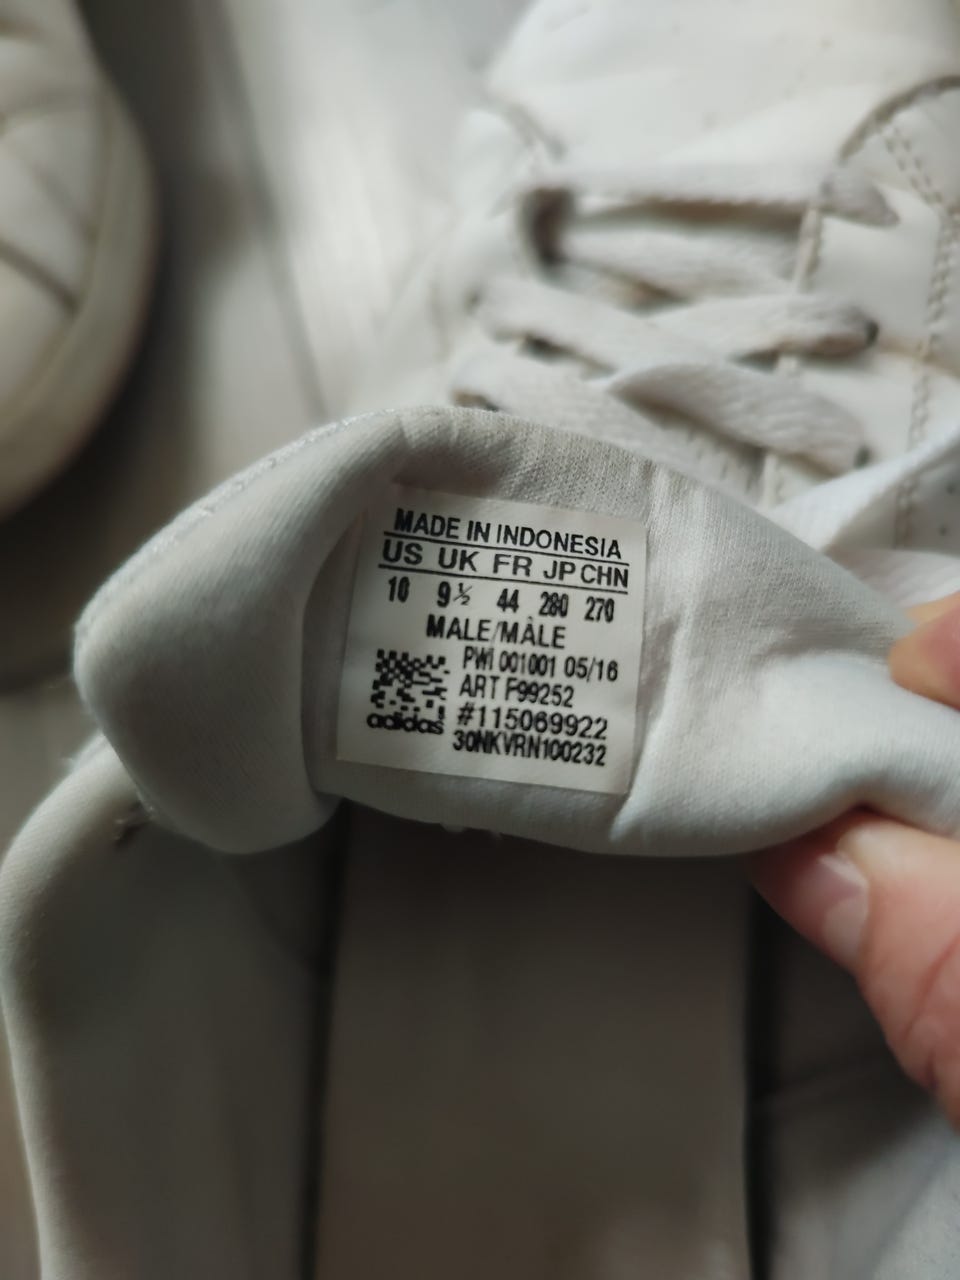 MADE IN INDONESIA
US UK FR JP CHN
10 9½ 44 280 270
MALE/MÂLE
PWI 001001 05/16
ART F99252
#115069922
adidas 30NKVRN100232